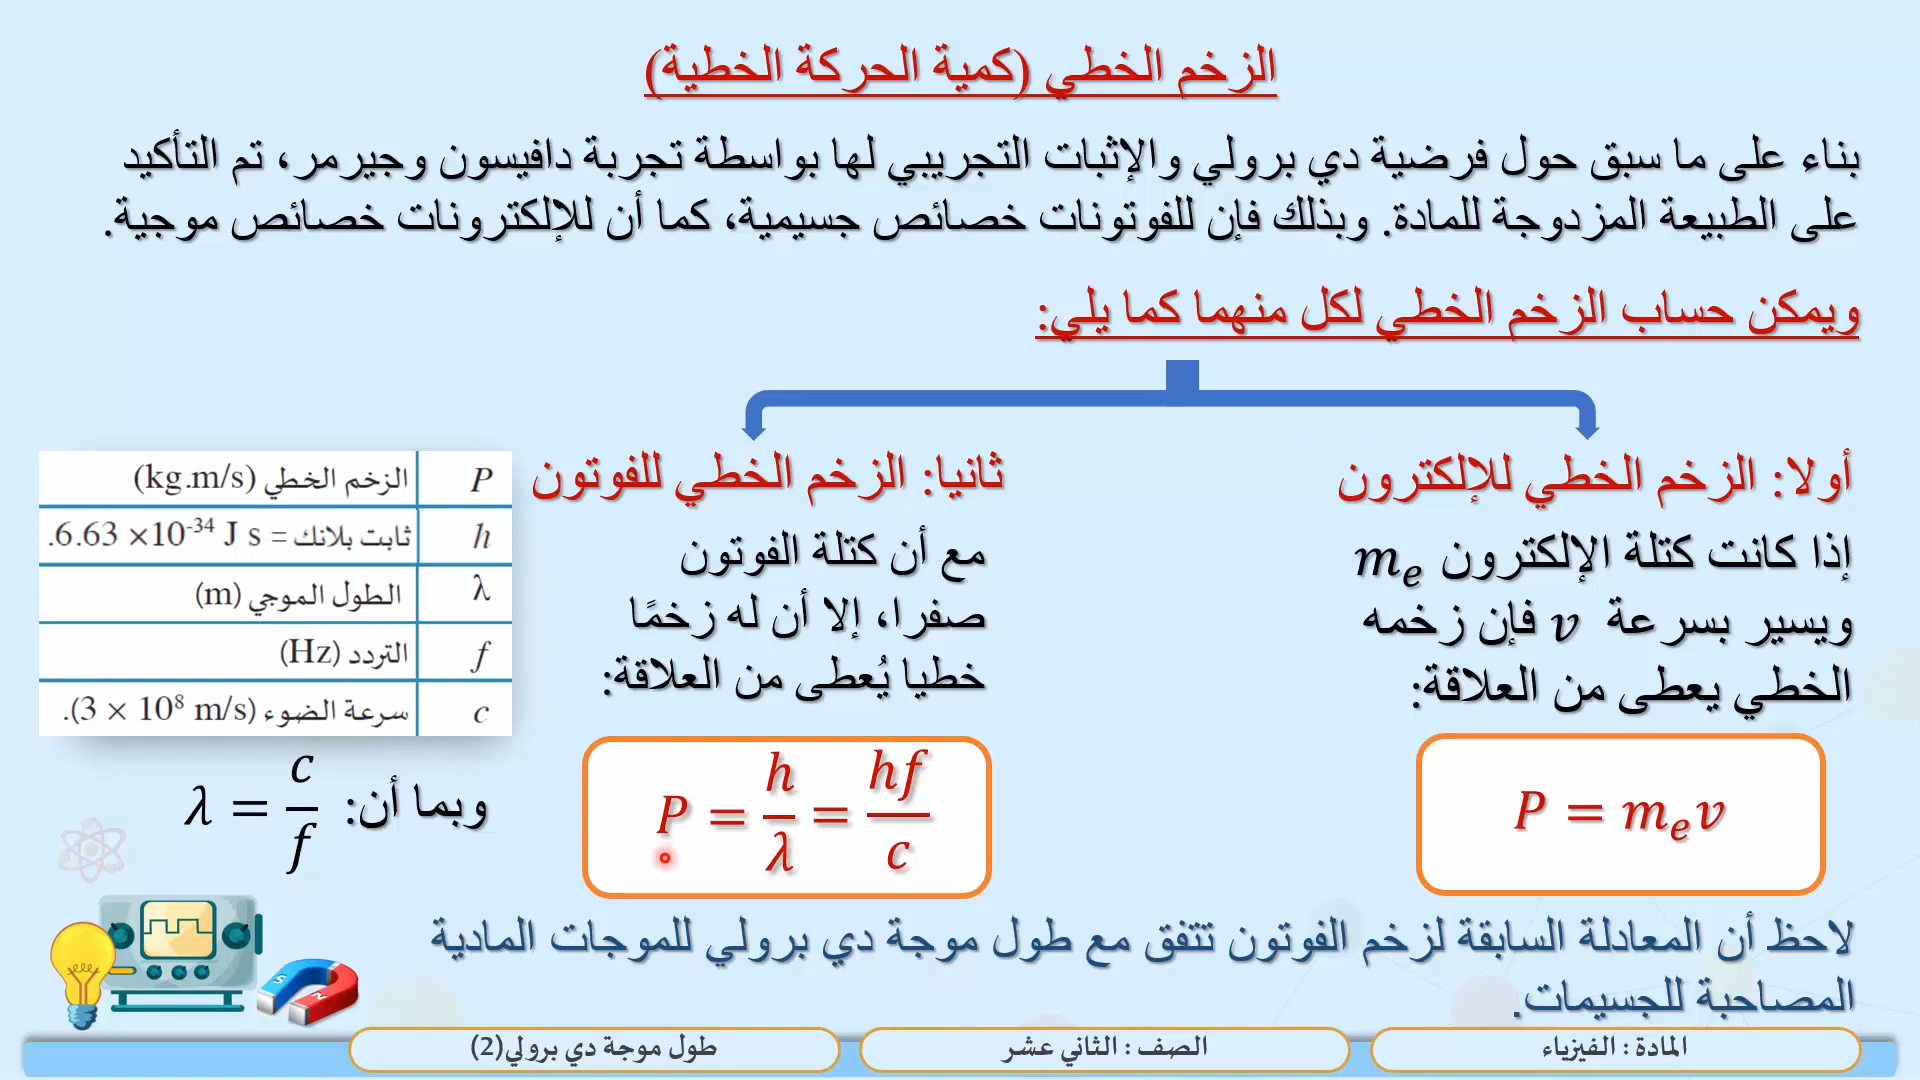 الزخم الخطي (كمية الحركة الخطية)
بناء على ما سبق حول فرضية دي برولي والإثبات التجريبي لها بواسطة تجربة دافيسون وجيرمر، تم التأكيد
على الطبيعة المزدوجة للمادة. وبذلك فإن للفوتونات خصائص جسيمية، كما أن للإلكترونات خصائص موجية.
ويمكن حساب الزخم الخطي لكل منهما كما يلي:
أولا: الزخم الخطي للإلكترون
إذا كانت كتلة الإلكترون mₑ
ويسير بسرعة v فإن زخمه
الخطي يعطى من العلاقة:
P = mₑv
ثانيا: الزخم الخطي للفوتون
مع أن كتلة الفوتون
صفرا، إلا أن له زخمًا
خطيا يُعطى من العلاقة:
P = h/λ = hf/c
P الزخم الخطي (kg.m/s)
h ثابت بلانك = 6.63 ×10⁻³⁴ J s.
λ الطول الموجي (m)
f التردد (Hz)
c سرعة الضوء (3 × 10⁸ m/s).
وبما أن: λ = c/f
لاحظ أن المعادلة السابقة لزخم الفوتون تتفق مع طول موجة دي برولي للموجات المادية
المصاحبة للجسيمات.
S N
المادة : الفيزياء
الصف : الثاني عشر
طول موجة دي برولي(2)